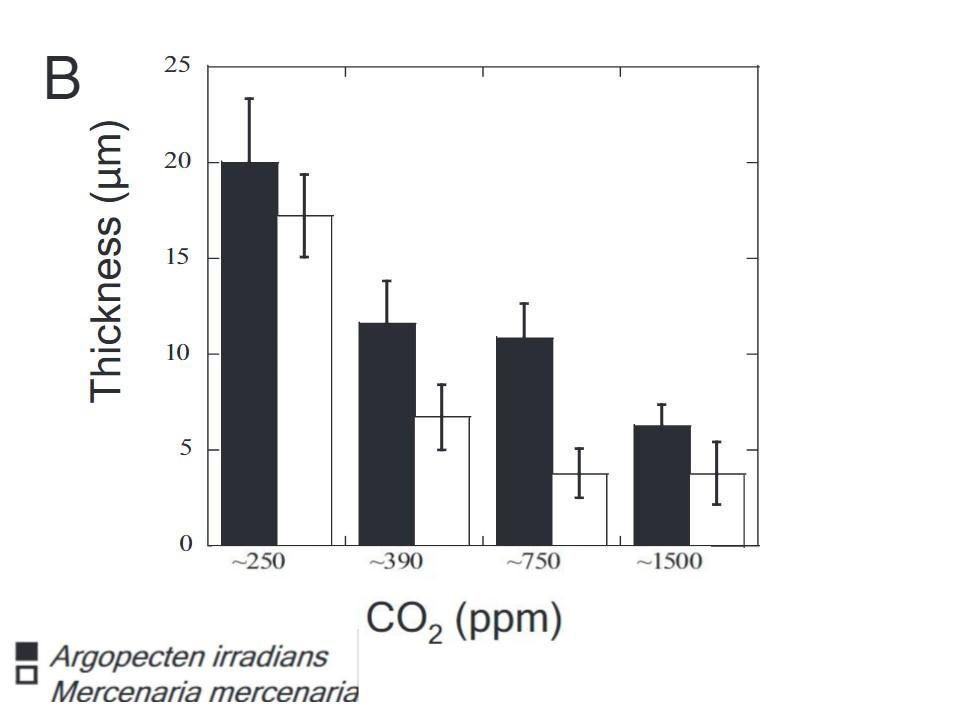 B
Thickness (µm)
25
20
15
10
5
0
~250 ~390 ~750 ~1500
CO₂ (ppm)
Argopecten irradians
Mercenaria mercenaria